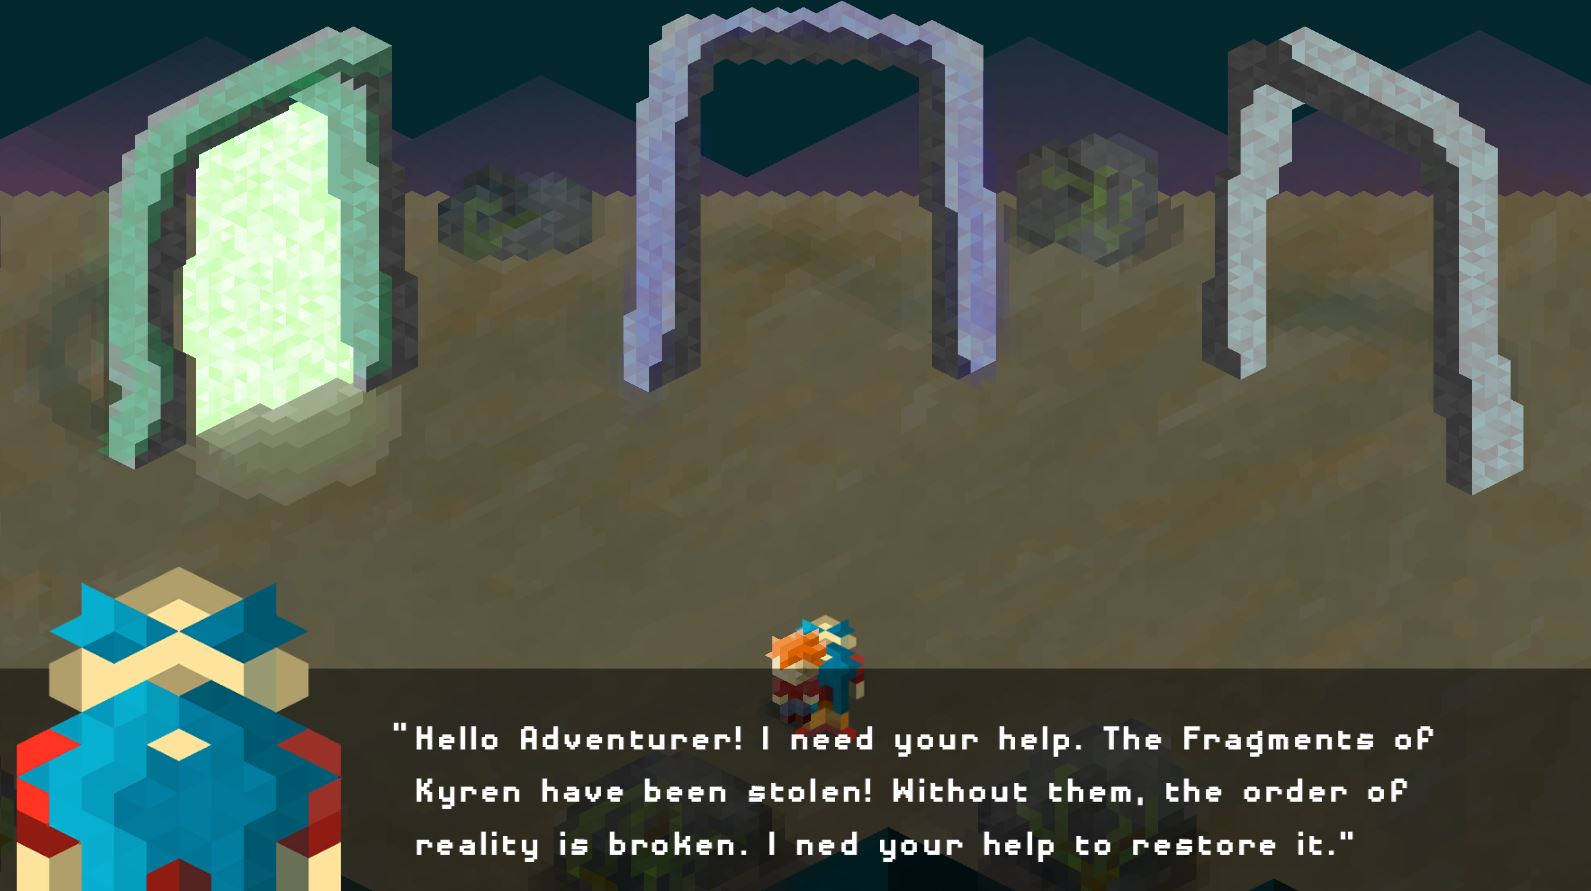 "Hello Adventurer! I need your help. The Fragments of
Kyren have been stolen! Without them, the order of
reality is broken. I ned your help to restore it."